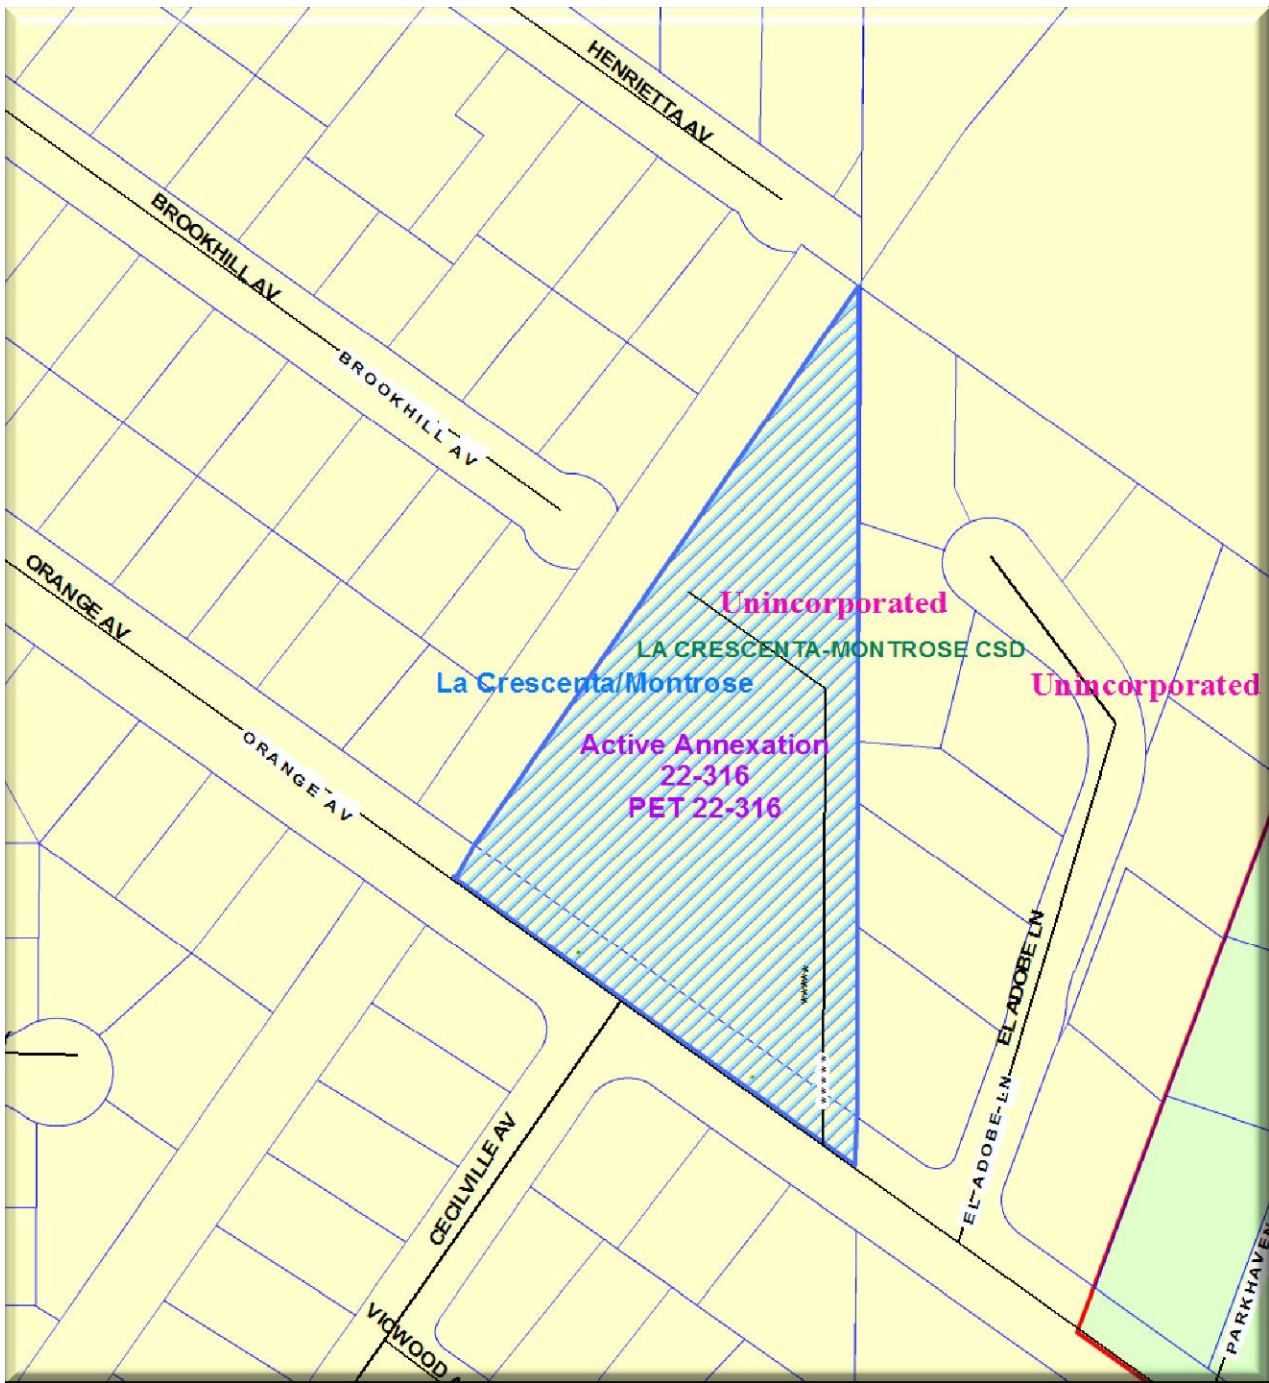 HENRIETTA AV
BROOKHILL AV
BROOKHILL AV
ORANGE AV
Unincorporated
LA CRESCENTA-MONTROSE CSD
La Crescenta/Montrose
Unincorporated
ORANGE AV
Active Annexation
22-316
PET 22-316
EL ADOBE LN
EL ADOBE LN
CECILVILLE AV
VICWOOD A
PARKHAVEN